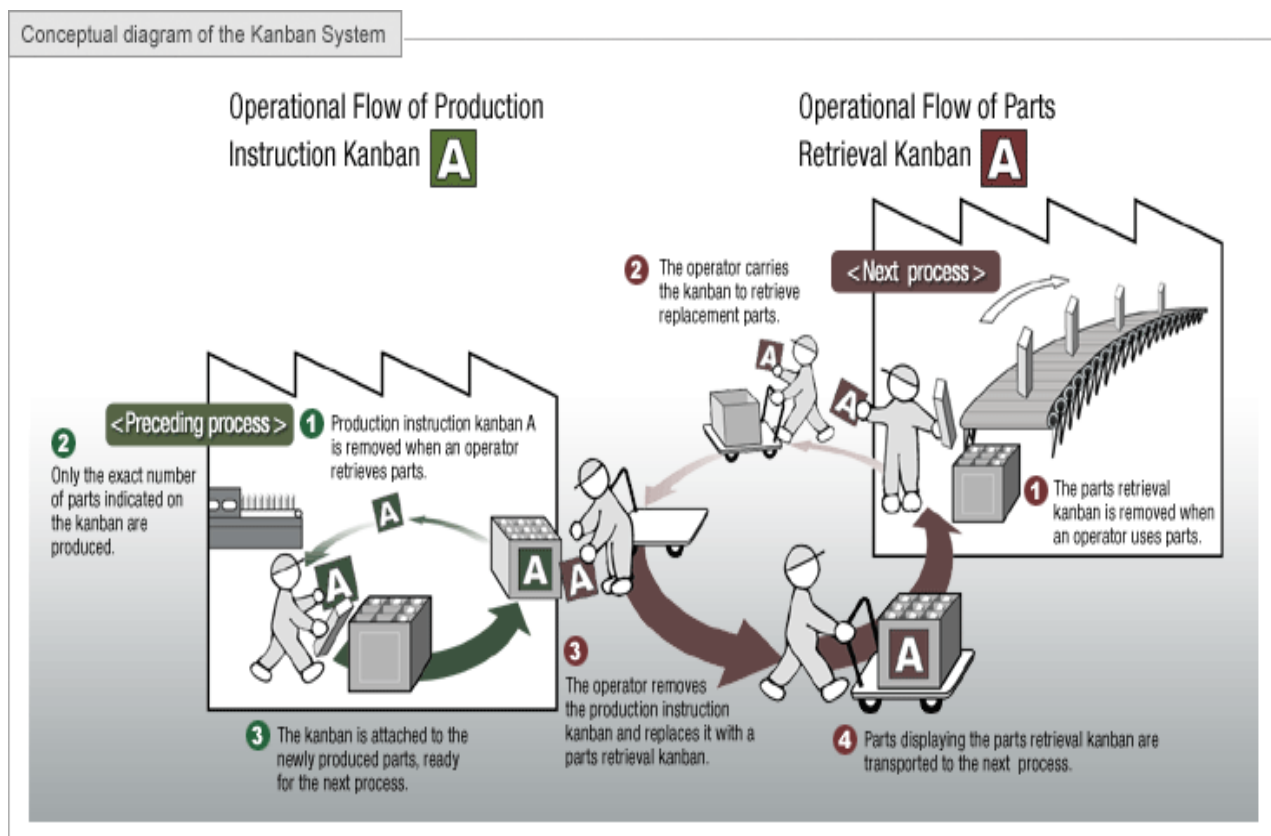 Conceptual diagram of the Kanban System
Operational Flow of Production
Instruction Kanban A
Operational Flow of Parts
Retrieval Kanban A
<Preceding process>
1 Production instruction kanban A
is removed when an operator
retrieves parts.
2
Only the exact number
of parts indicated on
the kanban are
produced.
A
A
A
A
3 The kanban is attached to the
newly produced parts, ready
for the next process.
<Next process>
1 The parts retrieval
kanban is removed when
an operator uses parts.
2 The operator carries
the kanban to retrieve
replacement parts.
A
A
3
The operator removes
the production instruction
kanban and replaces it with a
parts retrieval kanban.
A
4 Parts displaying the parts retrieval kanban are
transported to the next process.